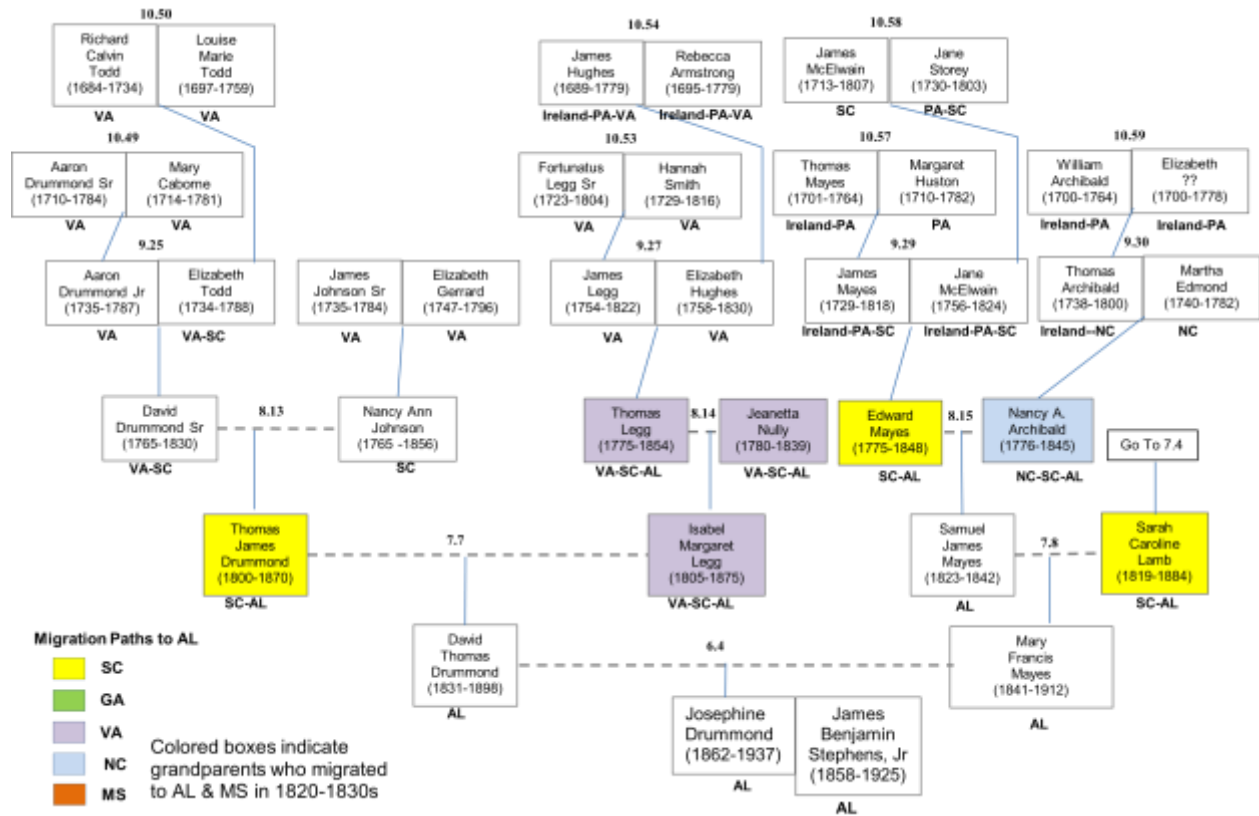 10.50
Richard
Calvin
Todd
(1684-1734)
Louise
Marie
Todd
(1697-1759)
VA
VA
10.54
James
Hughes
(1689-1779)
Rebecca
Armstrong
(1695-1779)
Ireland-PA-VA
Ireland-PA-VA
10.58
James
McElwain
(1713-1807)
Jane
Storey
(1730-1803)
SC
PA-SC
10.49
Aaron
Drummond Sr
(1710-1784)
Mary
Caborne
(1714-1781)
VA
VA
10.53
Fortunatus
Legg Sr
(1723-1804)
Hannah
Smith
(1729-1816)
VA
VA
10.57
Thomas
Mayes
(1701-1764)
Margaret
Huston
(1710-1782)
Ireland-PA
PA
10.59
William
Archibald
(1700-1764)
Elizabeth
??
(1700-1778)
Ireland-PA
Ireland-PA
9.25
Aaron
Drummond Jr
(1735-1787)
Elizabeth
Todd
(1734-1788)
VA
VA-SC
James
Johnson Sr
(1735-1784)
Elizabeth
Gerrard
(1747-1796)
VA
VA
9.27
James
Legg
(1754-1822)
Elizabeth
Hughes
(1758-1830)
VA
VA
9.29
James
Mayes
(1729-1818)
Jane
McElwain
(1756-1824)
Ireland-PA-SC
Ireland-PA-SC
9.30
Thomas
Archibald
(1738-1800)
Martha
Edmond
(1740-1782)
Ireland--NC
NC
David
Drummond Sr
(1765-1830)
VA-SC
8.13
Nancy Ann
Johnson
(1765 -1856)
SC
Thomas
Legg
(1775-1854)
VA-SC-AL
8.14
Jeanetta
Nully
(1780-1839)
VA-SC-AL
Edward
Mayes
(1775-1848)
SC-AL
8.15
Nancy A.
Archibald
(1776-1845)
NC-SC-AL
Go To 7.4
Thomas
James
Drummond
(1800-1870)
SC-AL
7.7
Isabel
Margaret
Legg
(1805-1875)
VA-SC-AL
Samuel
James
Mayes
(1823-1842)
AL
7.8
Sarah
Caroline
Lamb
(1819-1884)
SC-AL
David
Thomas
Drummond
(1831-1898)
AL
6.4
Mary
Francis
Mayes
(1841-1912)
AL
Josephine
Drummond
(1862-1937)
AL
James
Benjamin
Stephens, Jr
(1858-1925)
AL
Migration Paths to AL
SC
GA
VA
NC
MS
Colored boxes indicate
grandparents who migrated
to AL & MS in 1820-1830s